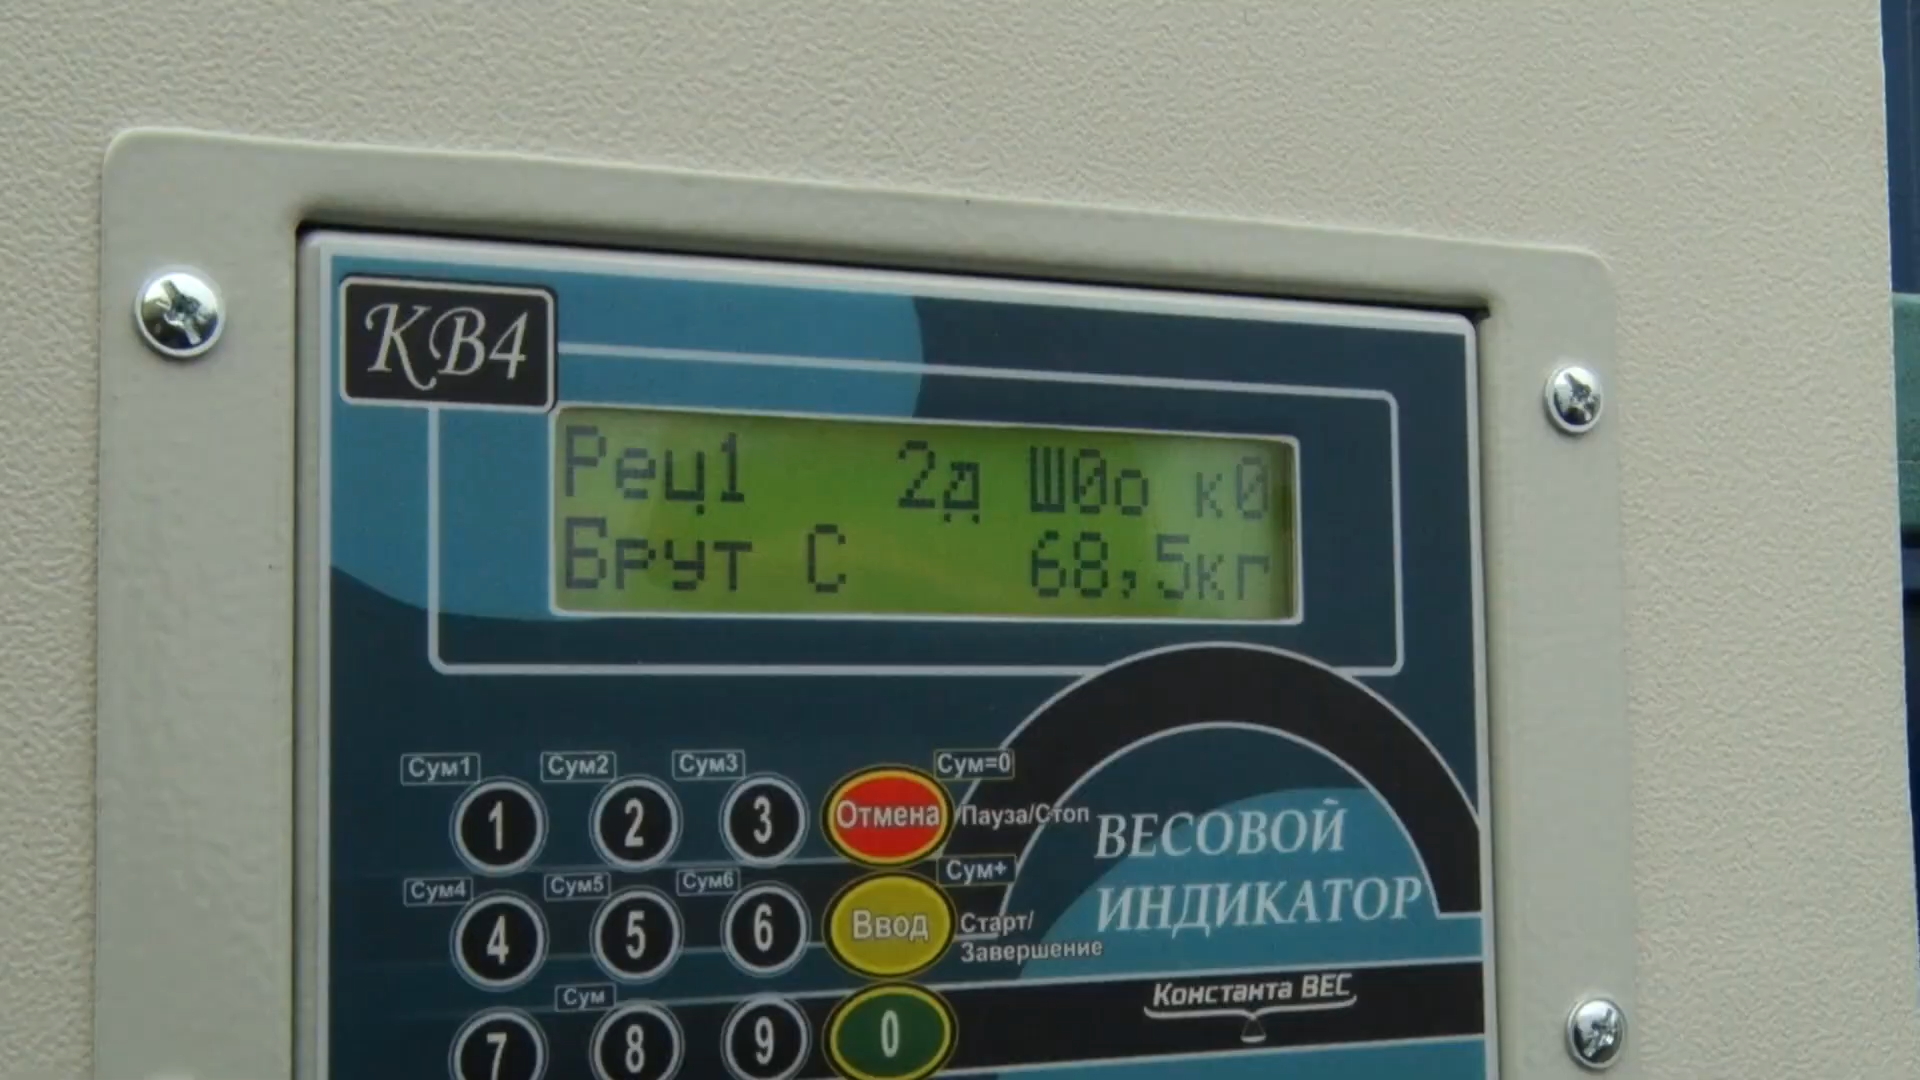 КВ4
Рец1 2д Ш0о к0
Брут С 68,5кг
Сум1 Сум2 Сум3 Сум=0
1 2 3 Отмена Пауза/Стоп
Сум4 Сум5 Сум6 Сум+
4 5 6 Ввод Старт/
Завершение
Сум
7 8 9 0
ВЕСОВОЙ
ИНДИКАТОР
Константа ВЕС